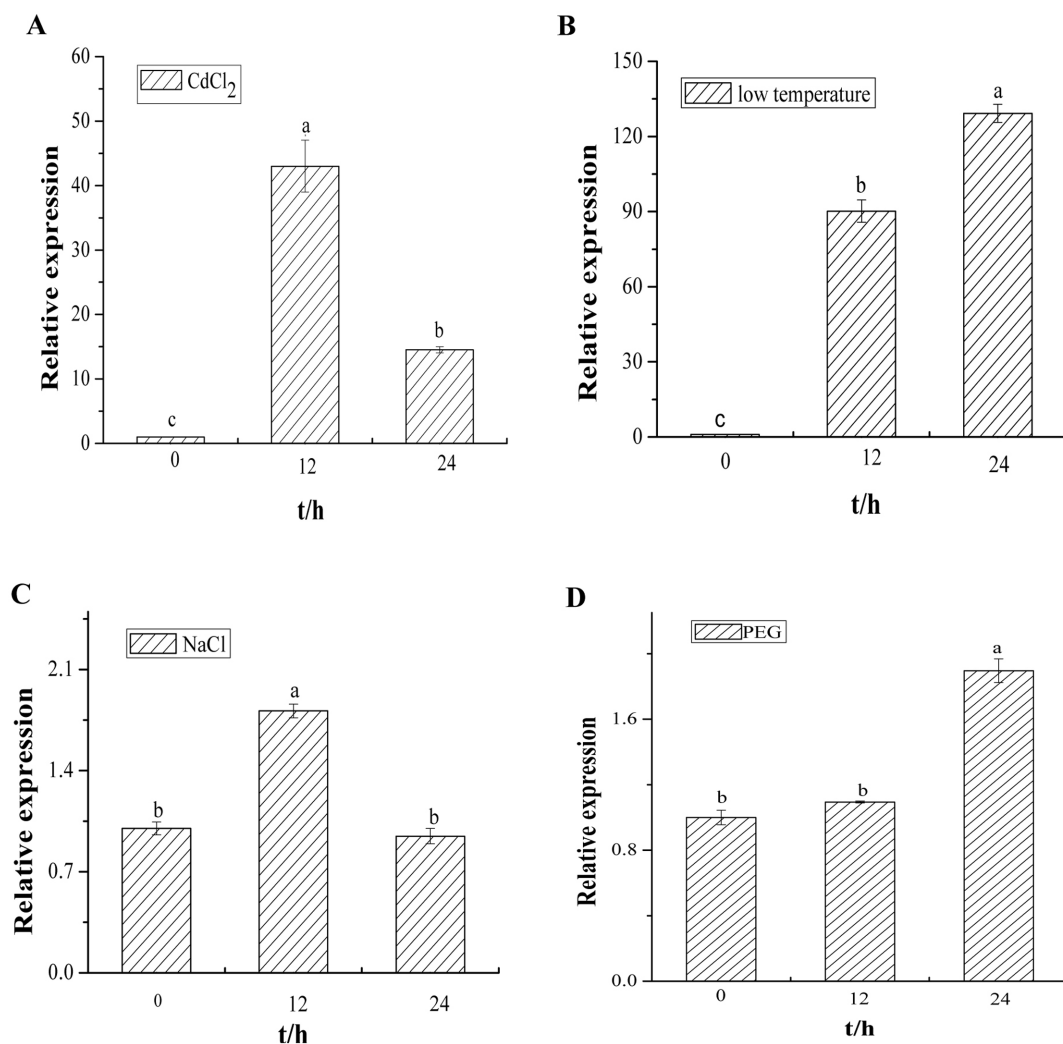 A
Relative expression
60
50
40
30
20
10
0
CdCl2
c
a
b
0
12
24
t/h
B
Relative expression
150
120
90
60
30
0
low temperature
c
b
a
0
12
24
t/h
C
Relative expression
2.1
1.4
0.7
0.0
NaCl
b
a
b
0
12
24
t/h
D
Relative expression
1.6
0.8
0.0
PEG
b
b
a
0
12
24
t/h